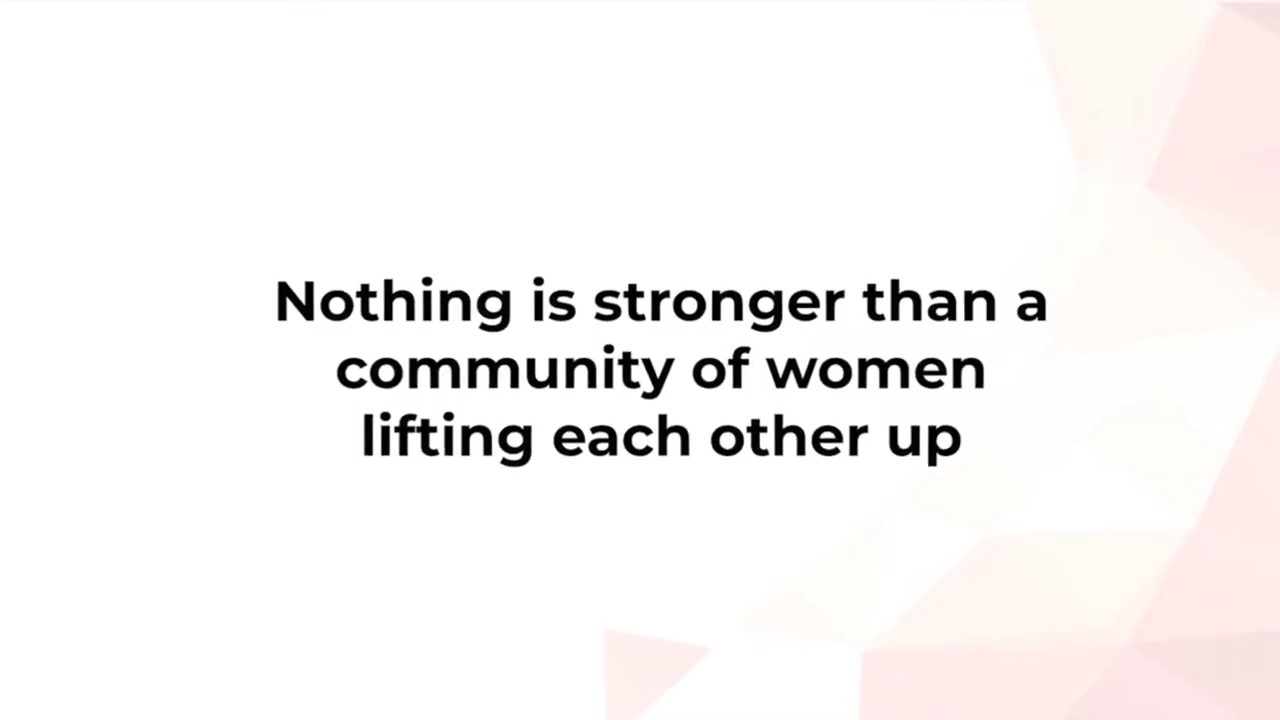 Nothing is stronger than a
community of women
lifting each other up